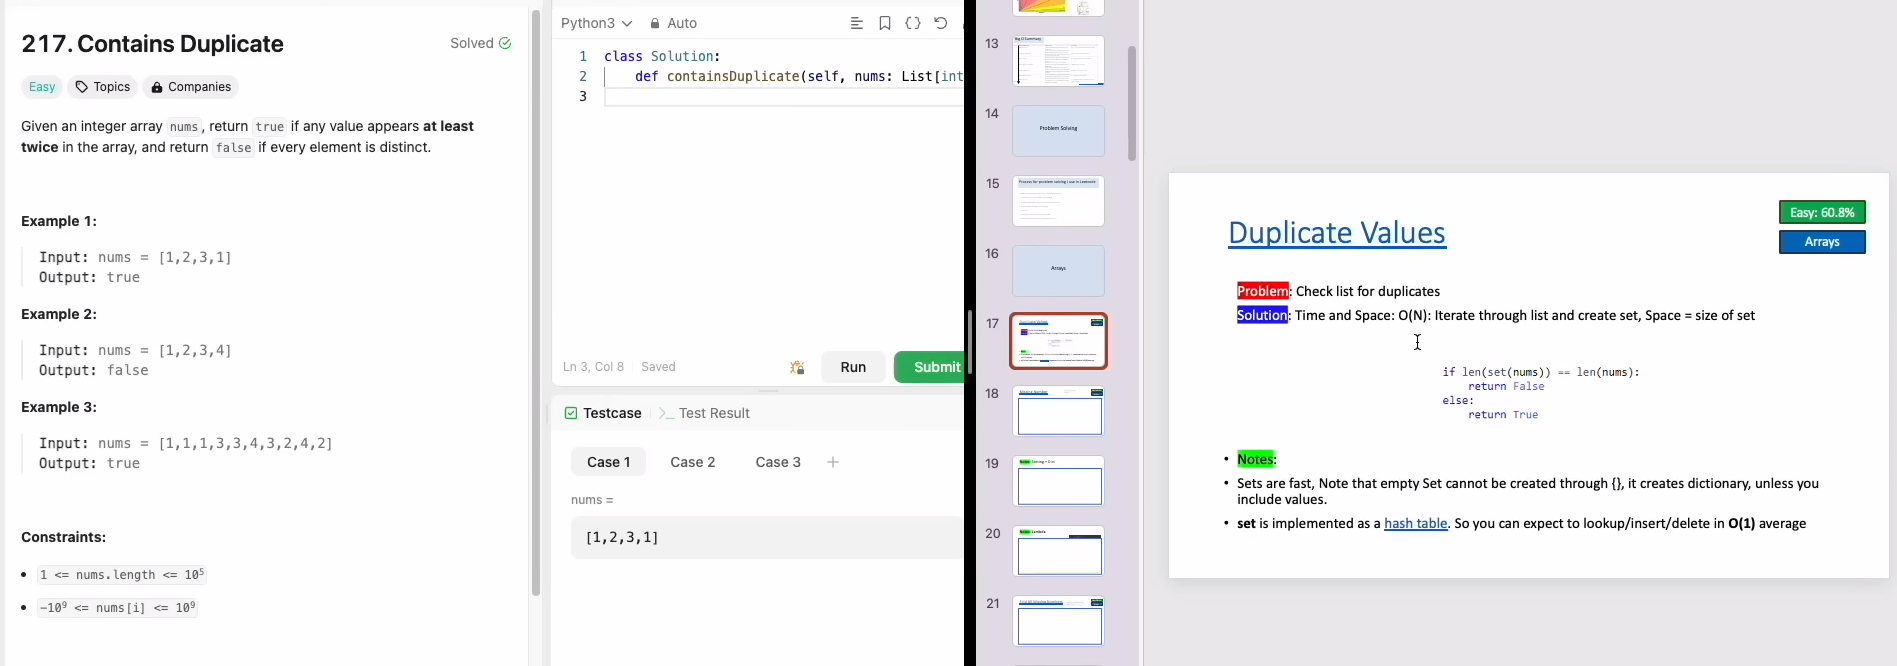 217. Contains Duplicate
Solved
Easy
Topics
Companies
Given an integer array nums, return true if any value appears at least
twice in the array, and return false if every element is distinct.
Example 1:
Input: nums = [1,2,3,1]
Output: true
Example 2:
Input: nums = [1,2,3,4]
Output: false
Example 3:
Input: nums = [1,1,1,3,3,4,3,2,4,2]
Output: true
Constraints:
• 1 <= nums.length <= 10⁵
• -10⁹ <= nums[i] <= 10⁹
Python3
Auto
1 class Solution:
2 def containsDuplicate(self, nums: List[int
3
Ln 3, Col 8
Saved
Run
Submit
Testcase
Test Result
Case 1
Case 2
Case 3
nums =
[1,2,3,1]
13
Big O Summary
14
Problem Solving
15
16
Arrays
17
18
19
20
21
Duplicate Values
Easy: 60.8%
Arrays
Problem: Check list for duplicates
Solution: Time and Space: O(N): Iterate through list and create set, Space = size of set
if len(set(nums)) == len(nums):
return False
else:
return True
• Notes:
• Sets are fast, Note that empty Set cannot be created through {}, it creates dictionary, unless you
include values.
• set is implemented as a hash table. So you can expect to lookup/insert/delete in O(1) average